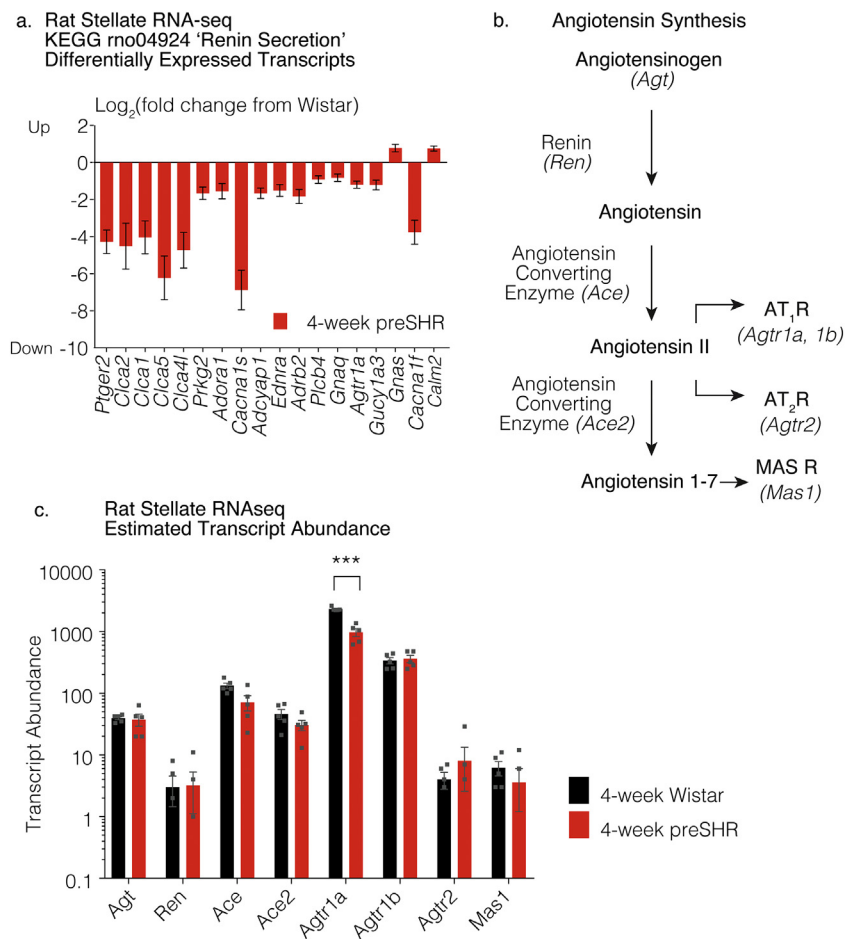 a. Rat Stellate RNA-seq
KEGG rno04924 ‘Renin Secretion’
Differentially Expressed Transcripts
Log2(fold change from Wistar)
Up
2
0
-2
-4
-6
-8
Down -10
4-week preSHR
Ptger2
Clca2
Clca1
Clca5
Clca4l
Prkg2
Adora1
Cacna1s
Adcyap1
Ednra
Adrb2
Plcb4
Gnaq
Agtr1a
Gucy1a3
Gnas
Cacna1f
Calm2
b. Angiotensin Synthesis
Angiotensinogen
(Agt)
Renin
(Ren)
Angiotensin
Angiotensin
Converting
Enzyme (Ace)
AT1R
(Agtr1a, 1b)
Angiotensin II
Angiotensin
Converting
Enzyme (Ace2)
AT2R
(Agtr2)
Angiotensin 1-7
MAS R
(Mas1)
c. Rat Stellate RNAseq
Estimated Transcript Abundance
***
Transcript Abundance
10000
1000
100
10
1
0.1
Agt
Ren
Ace
Ace2
Agtr1a
Agtr1b
Agtr2
Mas1
4-week Wistar
4-week preSHR